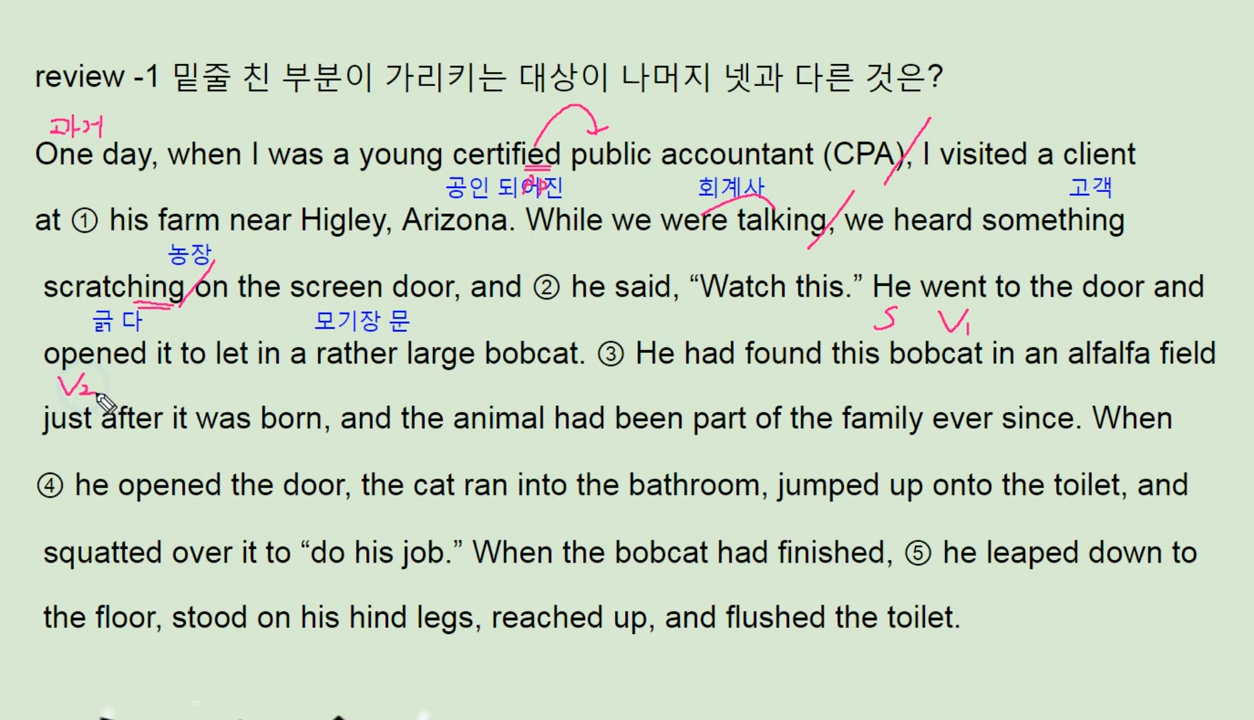 review -1 밑줄 친 부분이 가리키는 대상이 나머지 넷과 다른 것은?
과거
One day, when I was a young certified public accountant (CPA), I visited a client
공인 되어진 회계사 고객
at ① his farm near Higley, Arizona. While we were talking, we heard something
농장
scratching on the screen door, and ② he said, “Watch this.” He went to the door and
긁 다 모기장 문 S V1
opened it to let in a rather large bobcat. ③ He had found this bobcat in an alfalfa field
V2
just after it was born, and the animal had been part of the family ever since. When
④ he opened the door, the cat ran into the bathroom, jumped up onto the toilet, and
squatted over it to “do his job.” When the bobcat had finished, ⑤ he leaped down to
the floor, stood on his hind legs, reached up, and flushed the toilet.